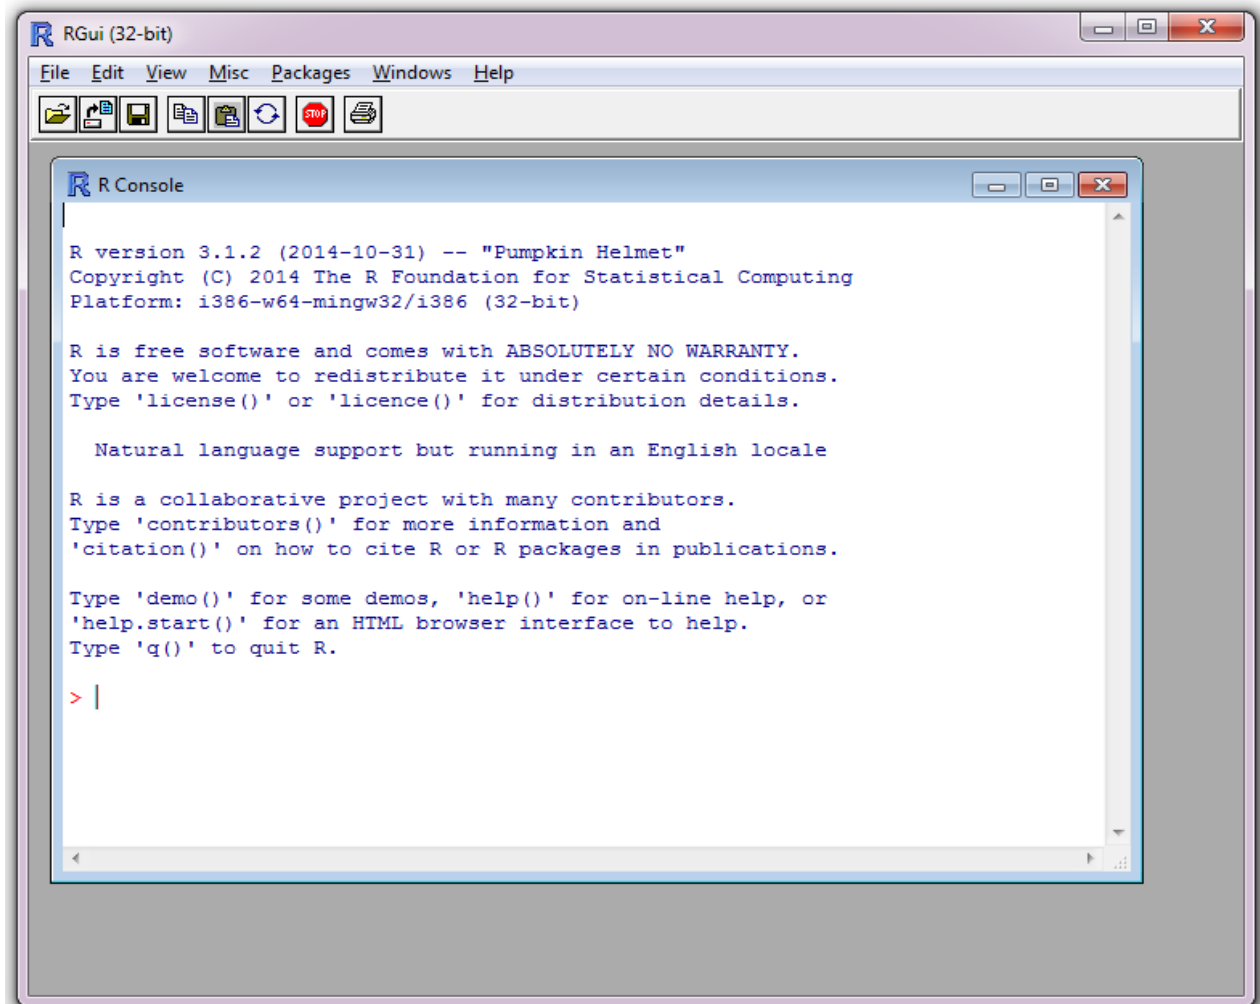 RGui (32-bit)
File Edit View Misc Packages Windows Help
STOP
R Console
R version 3.1.2 (2014-10-31) -- "Pumpkin Helmet"
Copyright (C) 2014 The R Foundation for Statistical Computing
Platform: i386-w64-mingw32/i386 (32-bit)
R is free software and comes with ABSOLUTELY NO WARRANTY.
You are welcome to redistribute it under certain conditions.
Type 'license()' or 'licence()' for distribution details.
Natural language support but running in an English locale
R is a collaborative project with many contributors.
Type 'contributors()' for more information and
'citation()' on how to cite R or R packages in publications.
Type 'demo()' for some demos, 'help()' for on-line help, or
'help.start()' for an HTML browser interface to help.
Type 'q()' to quit R.
>